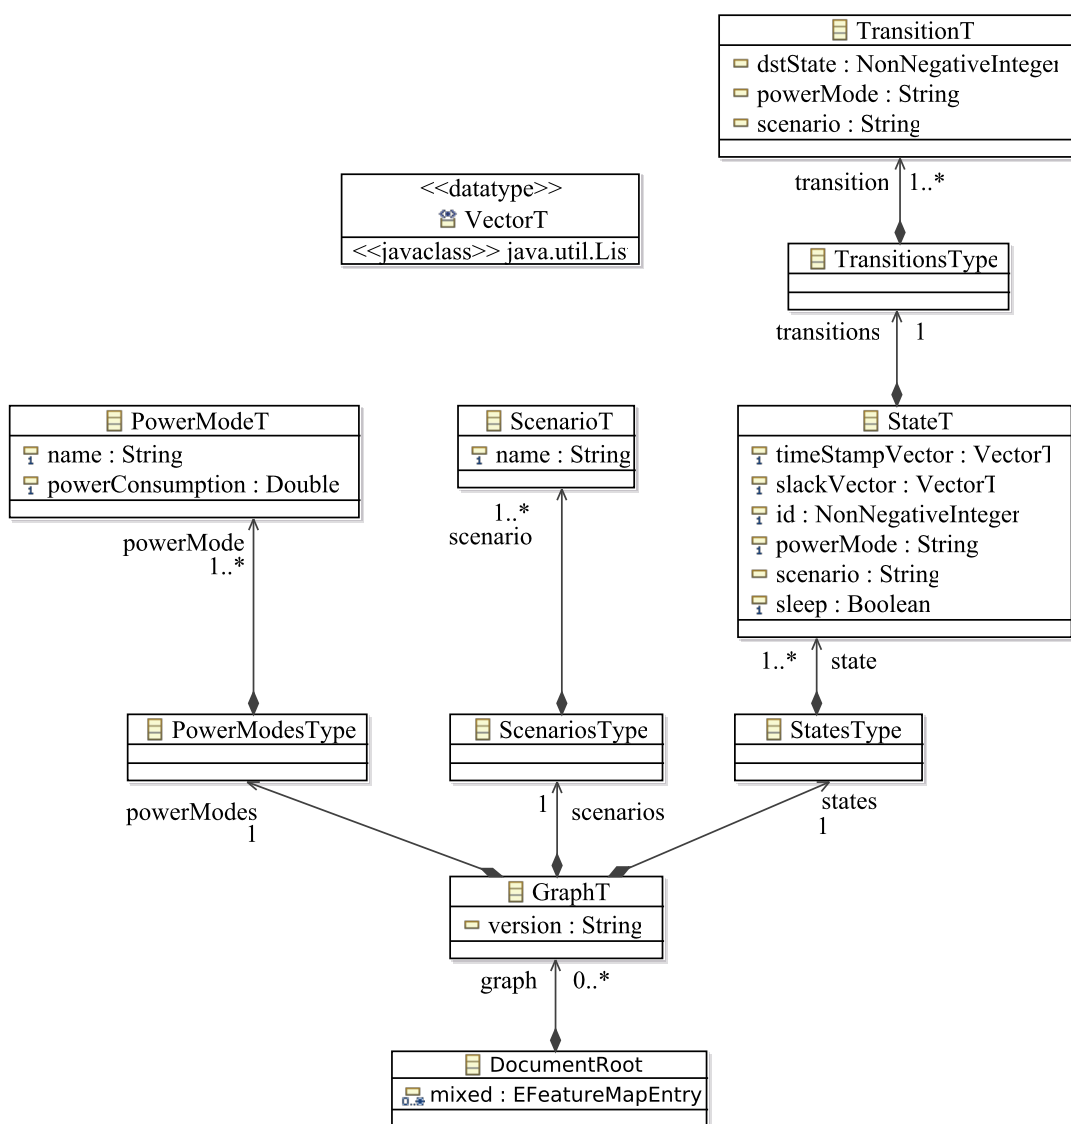 TransitionT
dstState : NonNegativeInteger
powerMode : String
scenario : String
transition 1..*
<<datatype>>
VectorT
<<javaclass>> java.util.Lis
TransitionsType
transitions 1
PowerModeT
name : String
powerConsumption : Double
ScenarioT
name : String
StateT
timeStampVector : VectorT
slackVector : VectorT
id : NonNegativeInteger
powerMode : String
scenario : String
sleep : Boolean
powerMode
1..*
1..*
scenario
1..* state
PowerModesType
ScenariosType
StatesType
powerModes
1
1 scenarios
states
1
GraphT
version : String
graph 0..*
DocumentRoot
mixed : EFeatureMapEntry